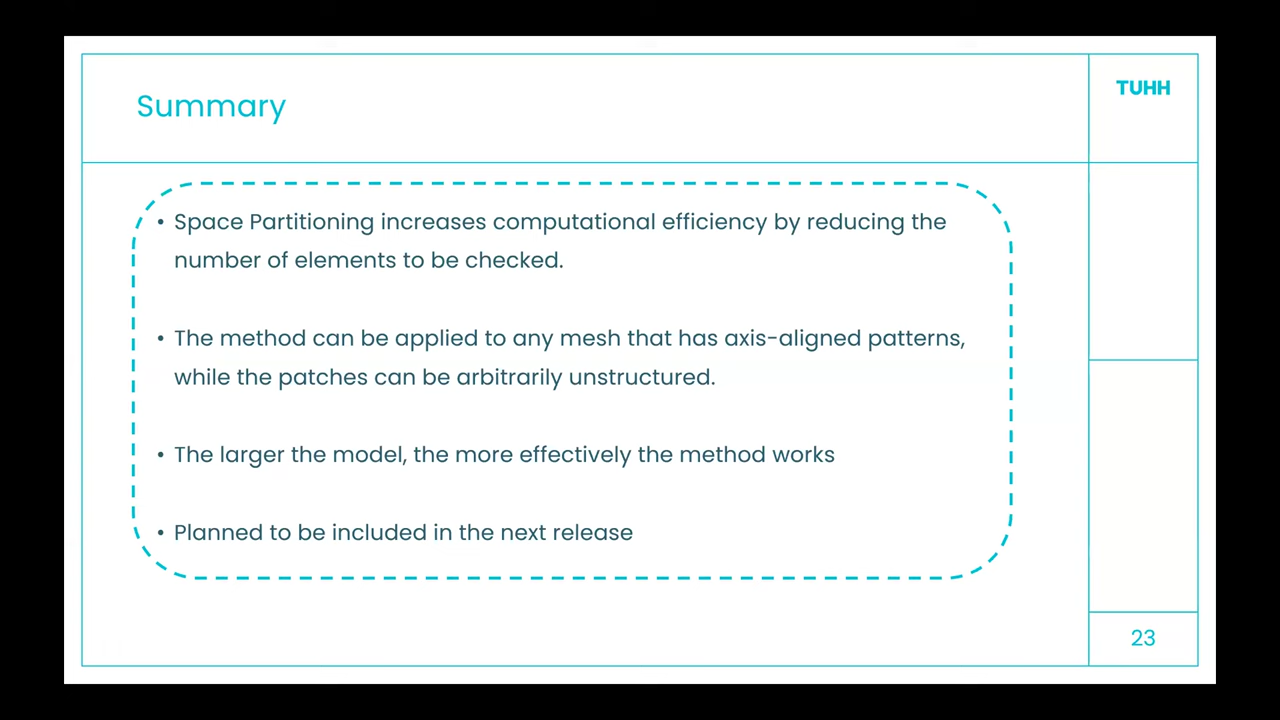 Summary
TUHH
• Space Partitioning increases computational efficiency by reducing the
number of elements to be checked.
• The method can be applied to any mesh that has axis-aligned patterns,
while the patches can be arbitrarily unstructured.
• The larger the model, the more effectively the method works
• Planned to be included in the next release
23